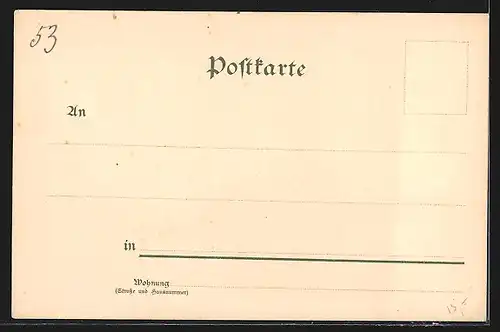 53
Postkarte
An
in
Wohnung
(Straße und Hausnummer)